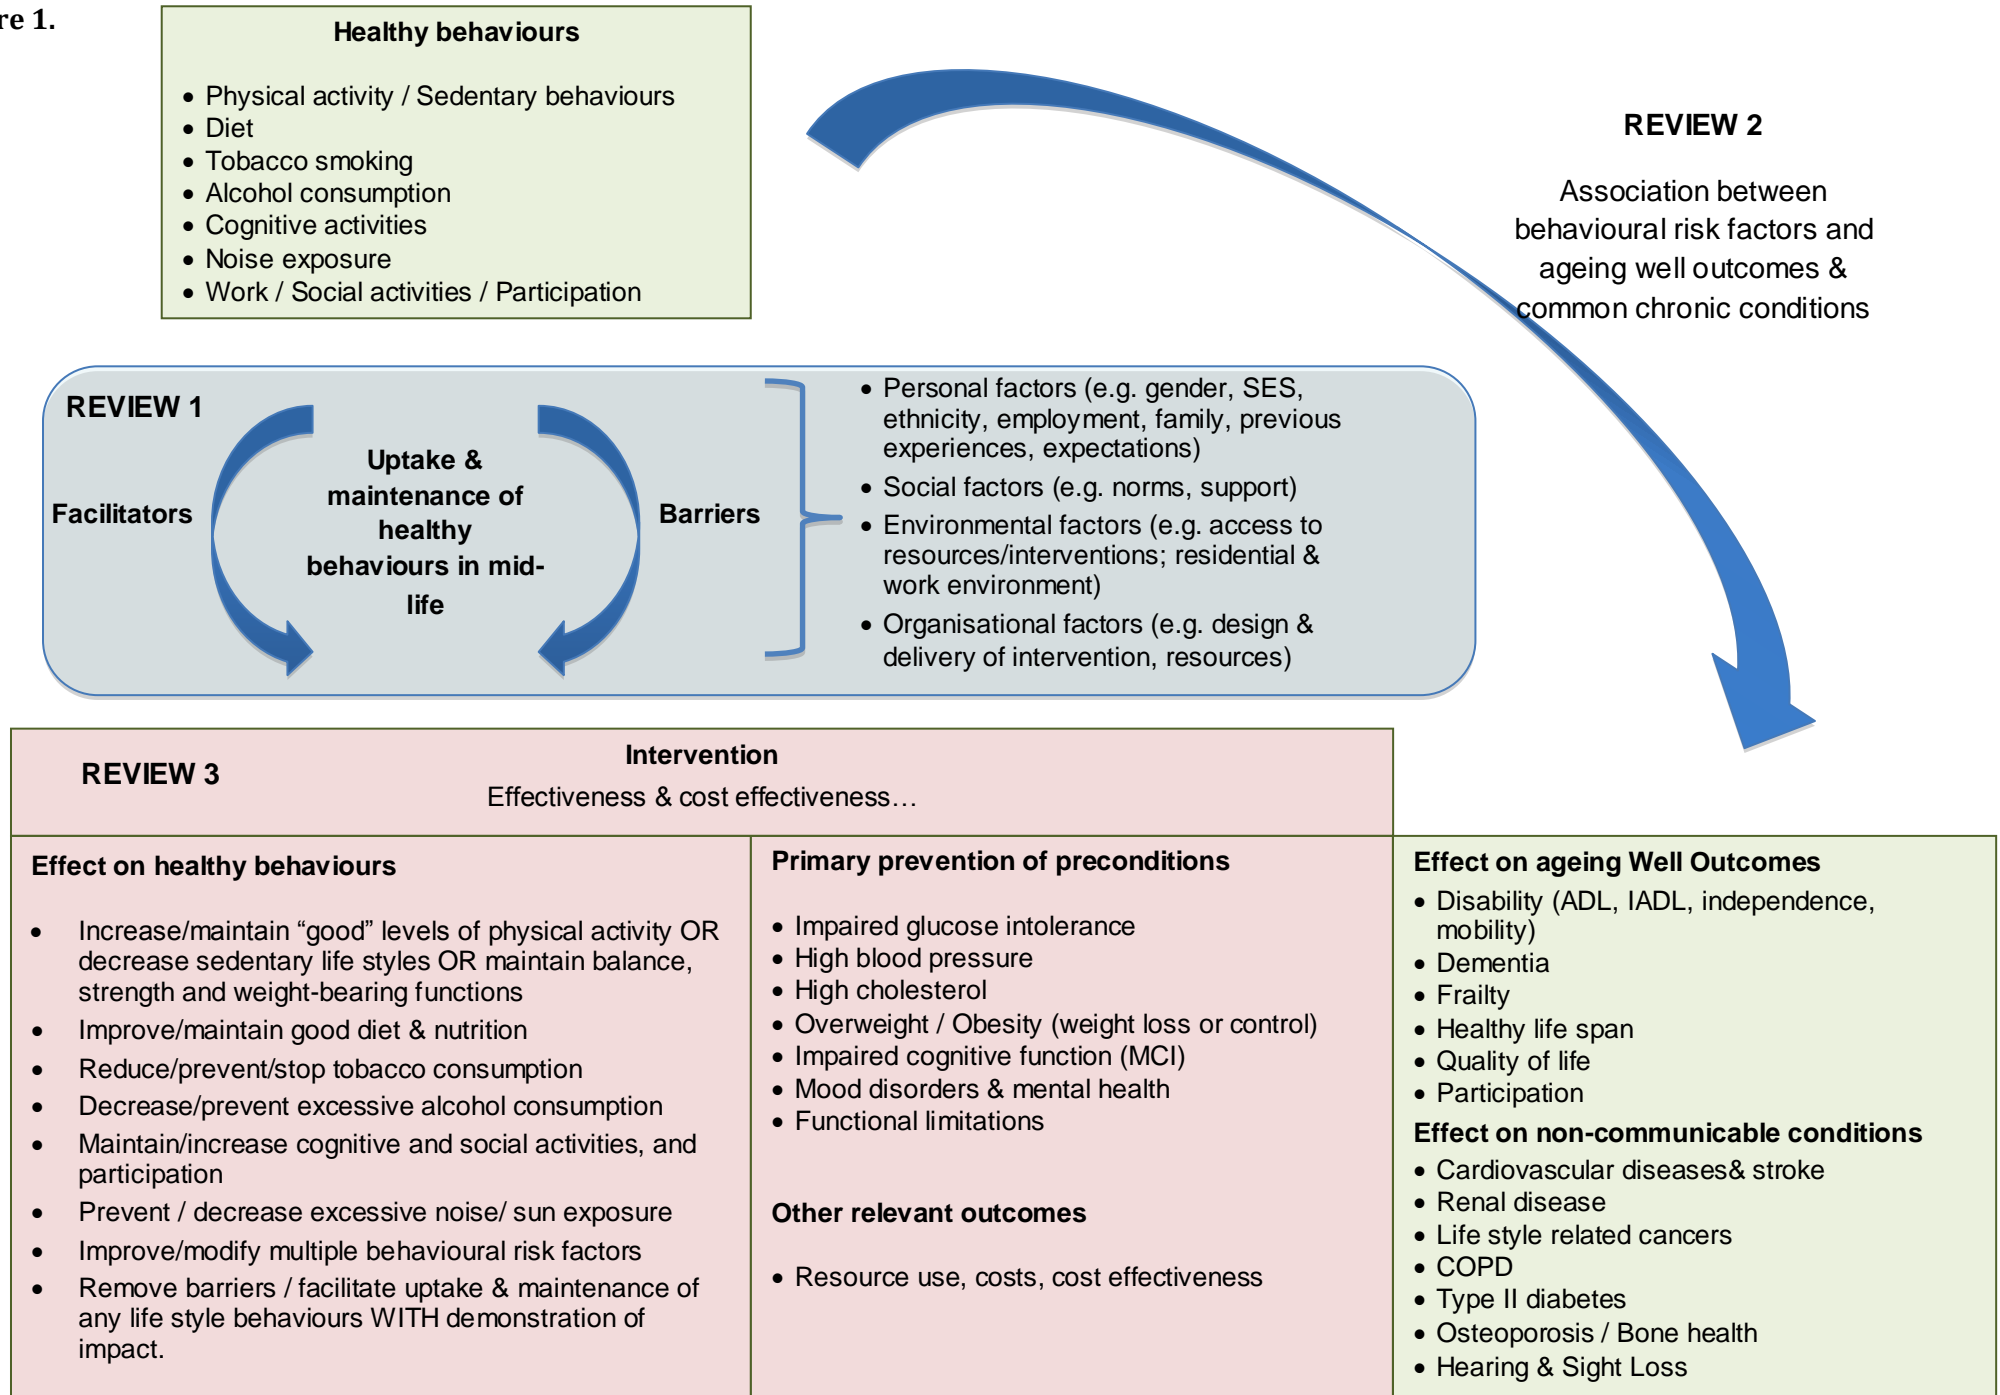 re 1.
Healthy behaviours
• Physical activity / Sedentary behaviours
• Diet
• Tobacco smoking
• Alcohol consumption
• Cognitive activities
• Noise exposure
• Work / Social activities / Participation
REVIEW 2
Association between
behavioural risk factors and
ageing well outcomes &
common chronic conditions
REVIEW 1
Facilitators
Uptake &
maintenance of
healthy
behaviours in mid-
life
Barriers
• Personal factors (e.g. gender, SES,
ethnicity, employment, family, previous
experiences, expectations)
• Social factors (e.g. norms, support)
• Environmental factors (e.g. access to
resources/interventions; residential &
work environment)
• Organisational factors (e.g. design &
delivery of intervention, resources)
REVIEW 3
Intervention
Effectiveness & cost effectiveness…
Effect on healthy behaviours
• Increase/maintain “good” levels of physical activity OR
decrease sedentary life styles OR maintain balance,
strength and weight-bearing functions
• Improve/maintain good diet & nutrition
• Reduce/prevent/stop tobacco consumption
• Decrease/prevent excessive alcohol consumption
• Maintain/increase cognitive and social activities, and
participation
• Prevent / decrease excessive noise/ sun exposure
• Improve/modify multiple behavioural risk factors
• Remove barriers / facilitate uptake & maintenance of
any life style behaviours WITH demonstration of
impact.
Primary prevention of preconditions
• Impaired glucose intolerance
• High blood pressure
• High cholesterol
• Overweight / Obesity (weight loss or control)
• Impaired cognitive function (MCI)
• Mood disorders & mental health
• Functional limitations
Other relevant outcomes
• Resource use, costs, cost effectiveness
Effect on ageing Well Outcomes
• Disability (ADL, IADL, independence,
mobility)
• Dementia
• Frailty
• Healthy life span
• Quality of life
• Participation
Effect on non-communicable conditions
• Cardiovascular diseases& stroke
• Renal disease
• Life style related cancers
• COPD
• Type II diabetes
• Osteoporosis / Bone health
• Hearing & Sight Loss